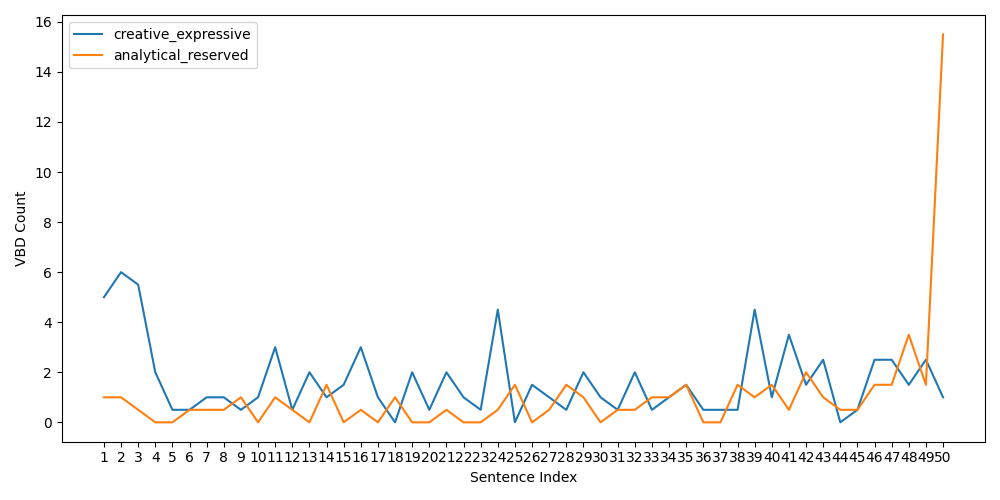 creative_expressive
analytical_reserved
16
14
12
10
8
6
4
2
0
VBD Count
1 2 3 4 5 6 7 8 9 10 11 12 13 14 15 16 17 18 19 20 21 22 23 24 25 26 27 28 29 30 31 32 33 34 35 36 37 38 39 40 41 42 43 44 45 46 47 48 49 50
Sentence Index